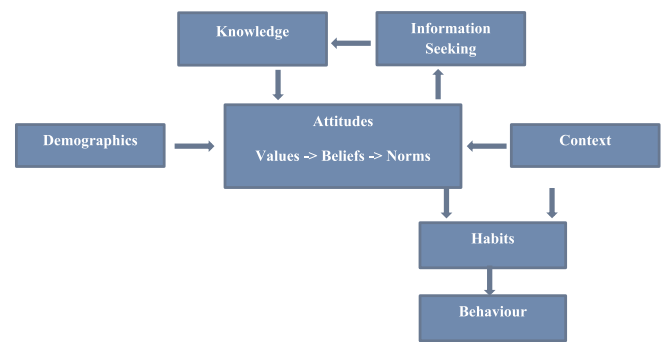 Knowledge
Information
Seeking
Attitudes
Values -> Beliefs -> Norms
Demographics
Context
Habits
Behaviour